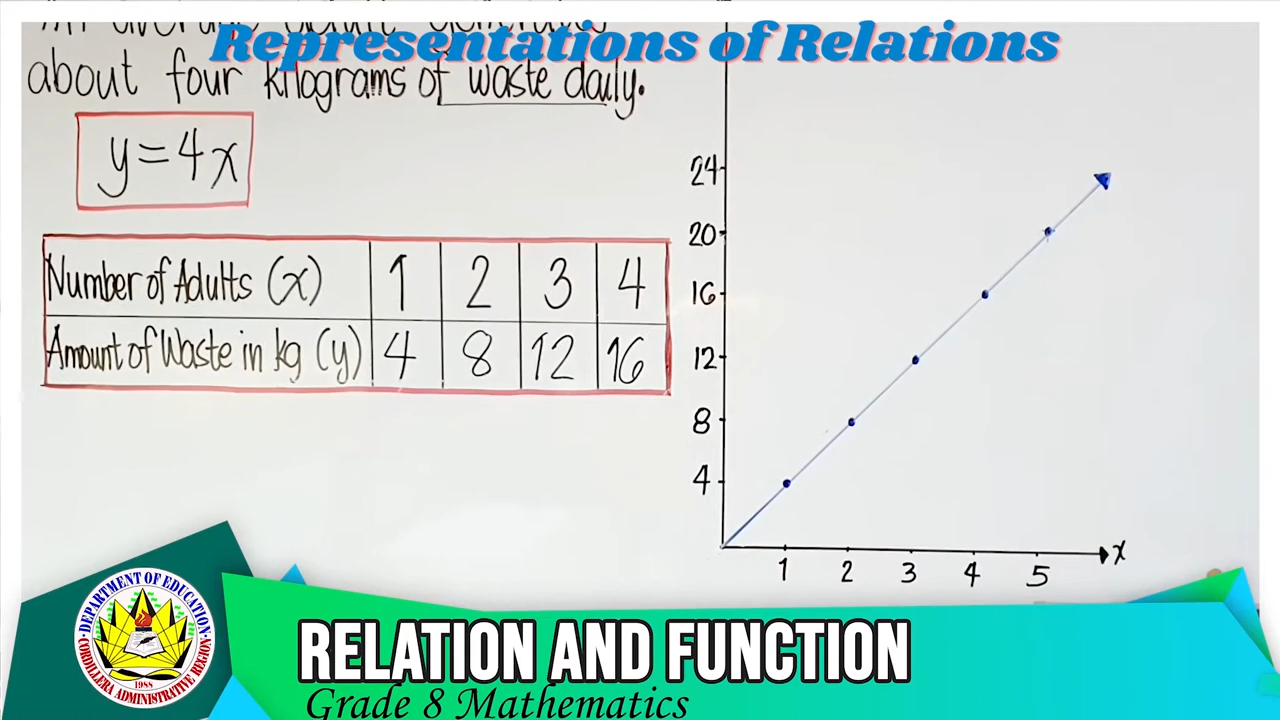 Representations of Relations
about four kilograms of waste daily.
y=4x
Number of Adults (x) 1 2 3 4
Amount of Waste in kg (y) 4 8 12 16
24
20
16
12
8
4
1 2 3 4 5 x
DEPARTMENT OF EDUCATION
CORDILLERA ADMINISTRATIVE REGION
1988
RELATION AND FUNCTION
Grade 8 Mathematics